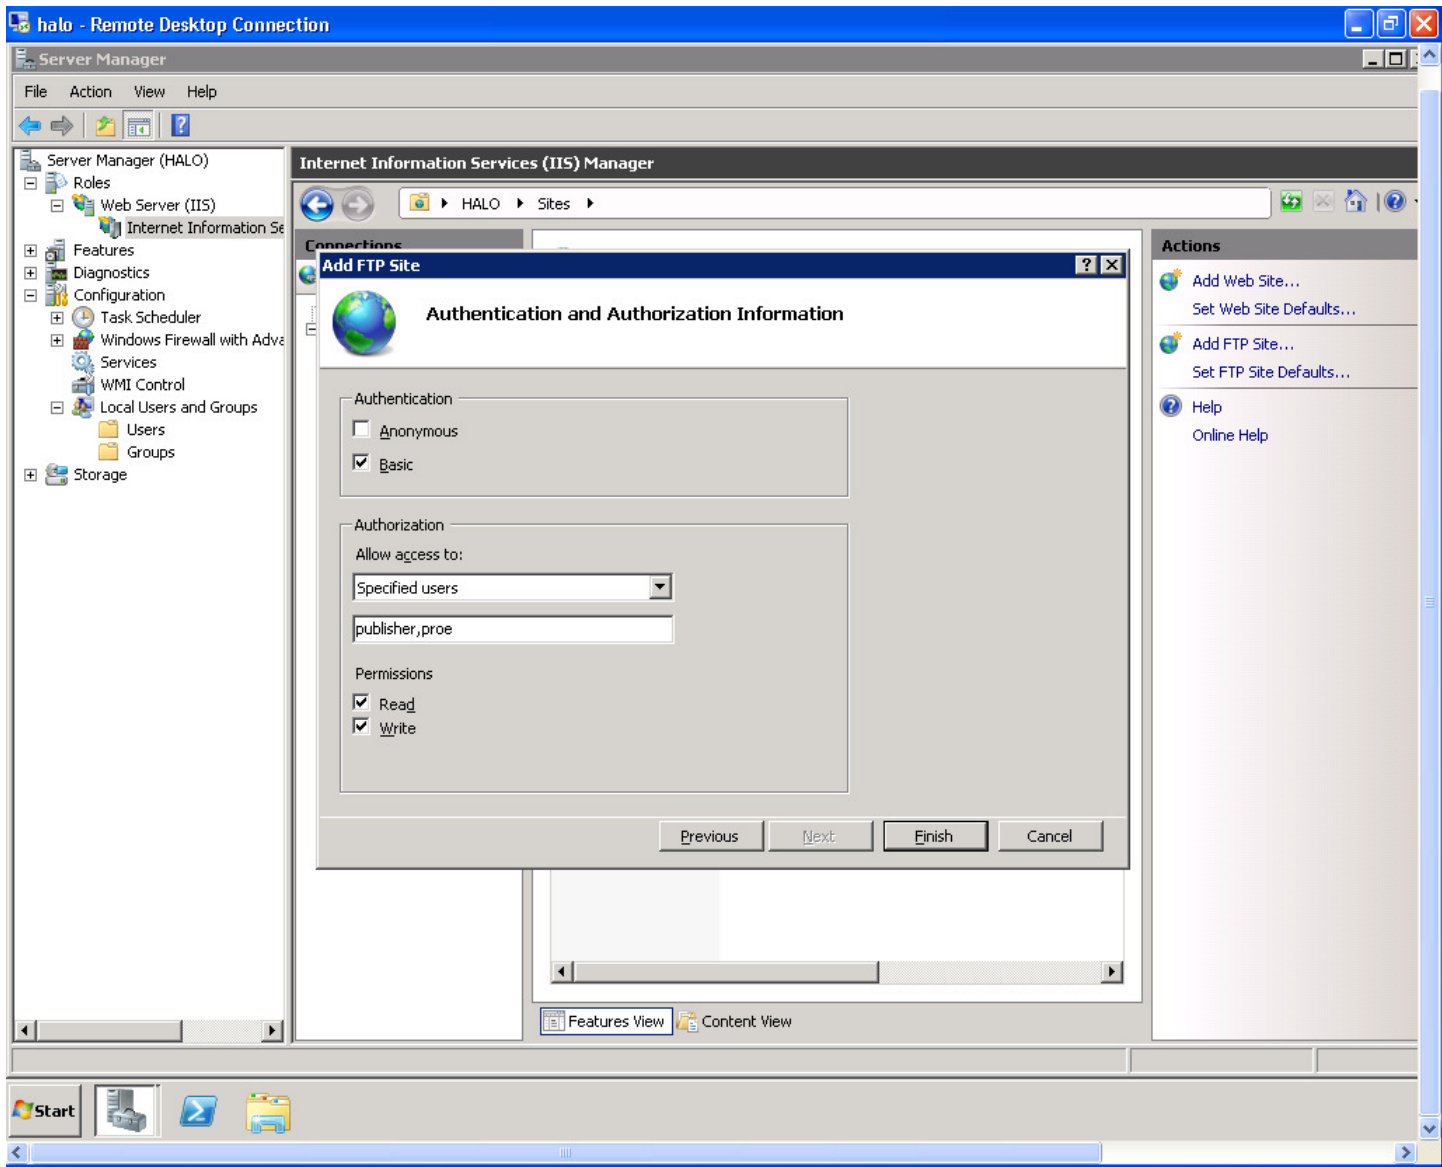 halo - Remote Desktop Connection
Server Manager
File Action View Help
Server Manager (HALO)
Roles
Web Server (IIS)
Internet Information Se
Features
Diagnostics
Configuration
Task Scheduler
Windows Firewall with Adva
Services
WMI Control
Local Users and Groups
Users
Groups
Storage
Internet Information Services (IIS) Manager
HALO Sites
Connections
Add FTP Site
Authentication and Authorization Information
Authentication
Anonymous
Basic
Authorization
Allow access to:
Specified users
publisher,proe
Permissions
Read
Write
Previous Next Finish Cancel
Features View Content View
Actions
Add Web Site...
Set Web Site Defaults...
Add FTP Site...
Set FTP Site Defaults...
Help
Online Help
Start